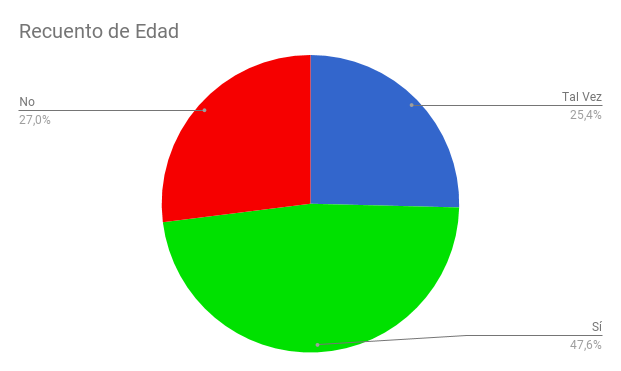 Recuento de Edad
No
27,0%
Tal Vez
25,4%
Sí
47,6%